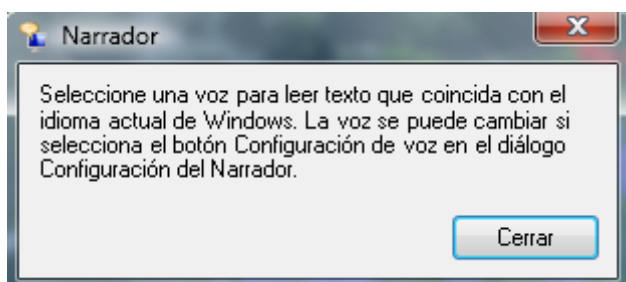 Narrador
Seleccione una voz para leer texto que coincida con el
idioma actual de Windows. La voz se puede cambiar si
selecciona el botón Configuración de voz en el diálogo
Configuración del Narrador.
Cerrar